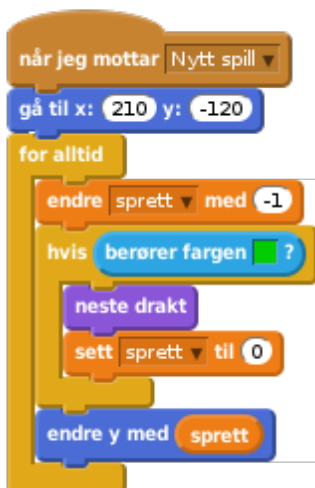 når jeg mottar Nytt spill
gå til x: 210 y: -120
for alltid
endre sprett med -1
hvis berører fargen ?
neste drakt
sett sprett til 0
endre y med sprett